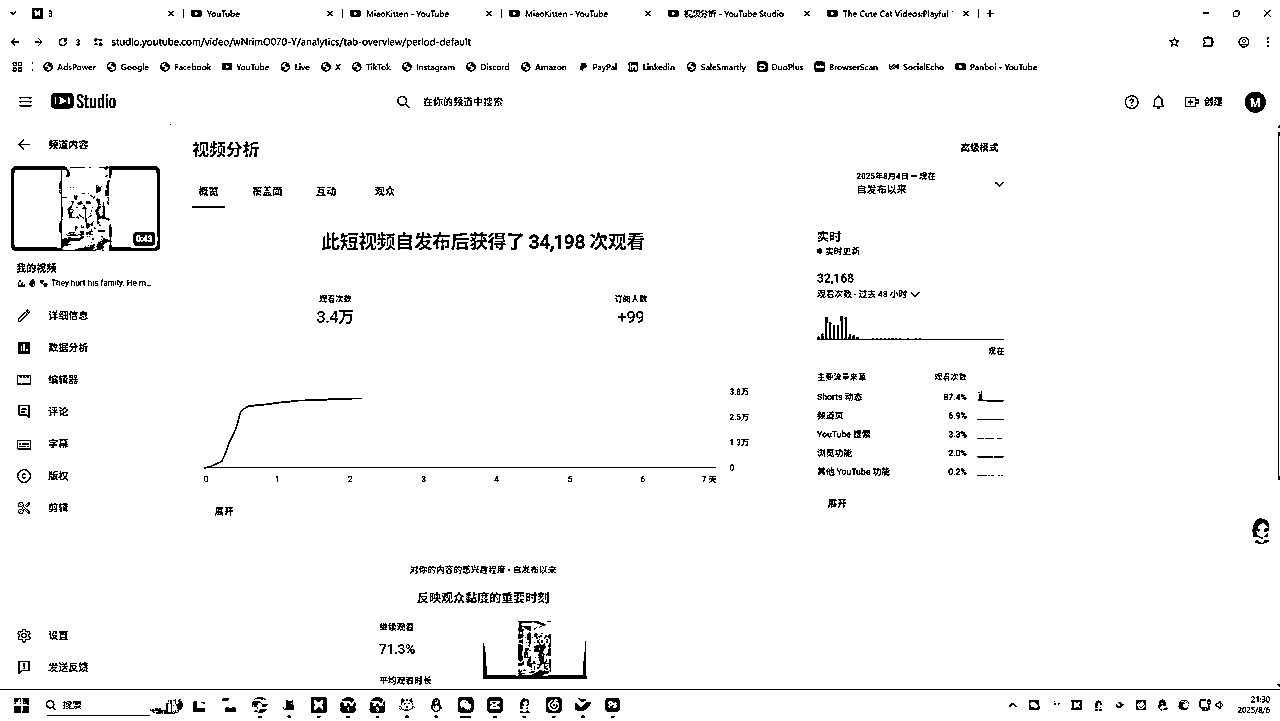 3
YouTube
MiaoKitten - YouTube
MiaoKitten - YouTube
视频分析 - YouTube Studio
The Cute Cat Videos:Playful
studio.youtube.com/video/wNrimO070-Y/analytics/tab-overview/period-default
AdsPower Google Facebook YouTube Live X TikTok Instagram Discord Amazon PayPal Linkedin SaleSmartly DuoPlus BrowserScan SocialEcho Panboi - YouTube
Studio
在你的频道中搜索
创建
M
频道内容
0:43
我的视频
They hurt his family. He m...
详细信息
数据分析
编辑器
评论
字幕
版权
剪辑
设置
发送反馈
视频分析
高级模式
概览 覆盖面 互动 观众
2025年8月4日 – 现在
自发布以来
此短视频自发布后获得了 34,198 次观看
观看次数
3.4万
订阅人数
+99
3.8万
2.5万
1.3万
0
0 1 2 3 4 5 6 7 天
展开
实时
实时更新
32,168
观看次数 · 过去 48 小时
现在
主要流量来源 观看次数
Shorts 动态 87.4%
频道页 6.9%
YouTube 搜索 3.3%
浏览功能 2.0%
其他 YouTube 功能 0.2%
展开
对你的内容的感兴趣程度 · 自发布以来
反映观众黏度的重要时刻
继续观看
71.3%
平均观看时长
搜索
21:30
2025/8/6